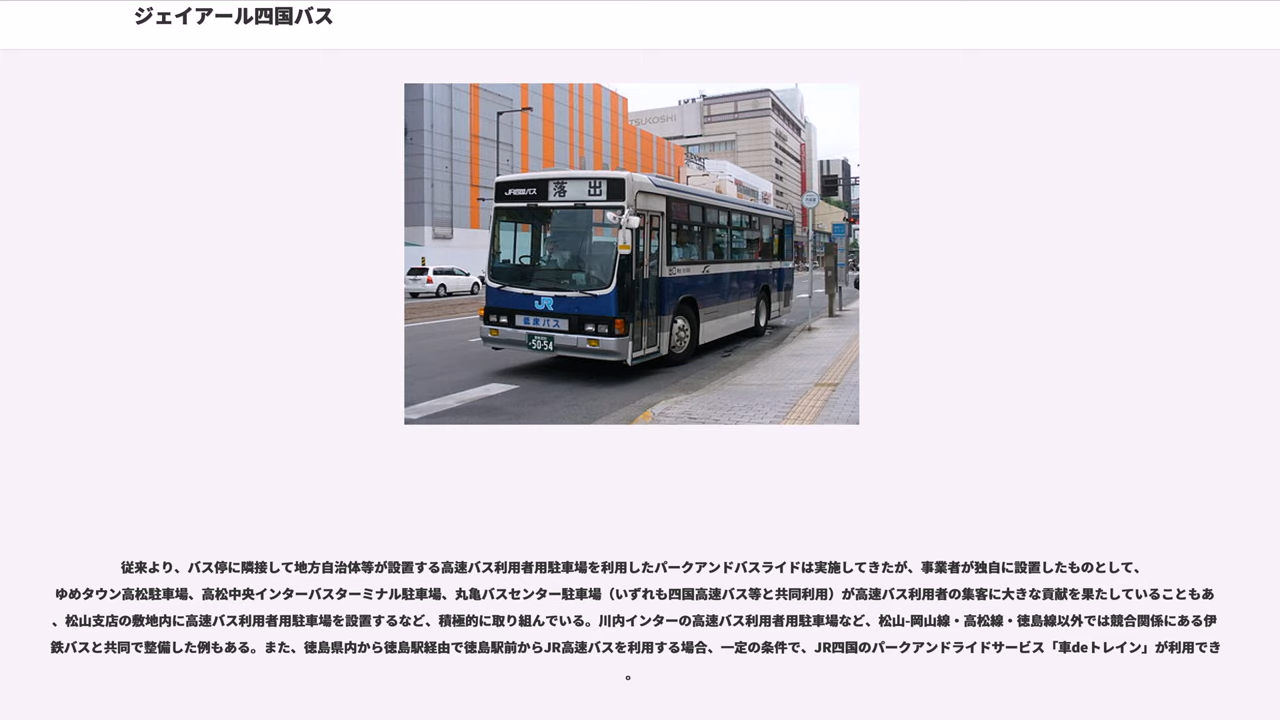 ジェイアール四国バス
TSUKOSHI
JR四国バス
落出
JR
低床バス
50-54
従来より、バス停に隣接して地方自治体等が設置する高速バス利用者用駐車場を利用したパークアンドバスライドは実施してきたが、事業者が独自に設置したものとして、
ゆめタウン高松駐車場、高松中央インターバスターミナル駐車場、丸亀バスセンター駐車場（いずれも四国高速バス等と共同利用）が高速バス利用者の集客に大きな貢献を果たしていることもあ
、松山支店の敷地内に高速バス利用者用駐車場を設置するなど、積極的に取り組んでいる。川内インターの高速バス利用者用駐車場など、松山-岡山線・高松線・徳島線以外では競合関係にある伊
鉄バスと共同で整備した例もある。また、徳島県内から徳島駅経由で徳島駅前からJR高速バスを利用する場合、一定の条件で、JR四国のパークアンドライドサービス「車deトレイン」が利用でき
。